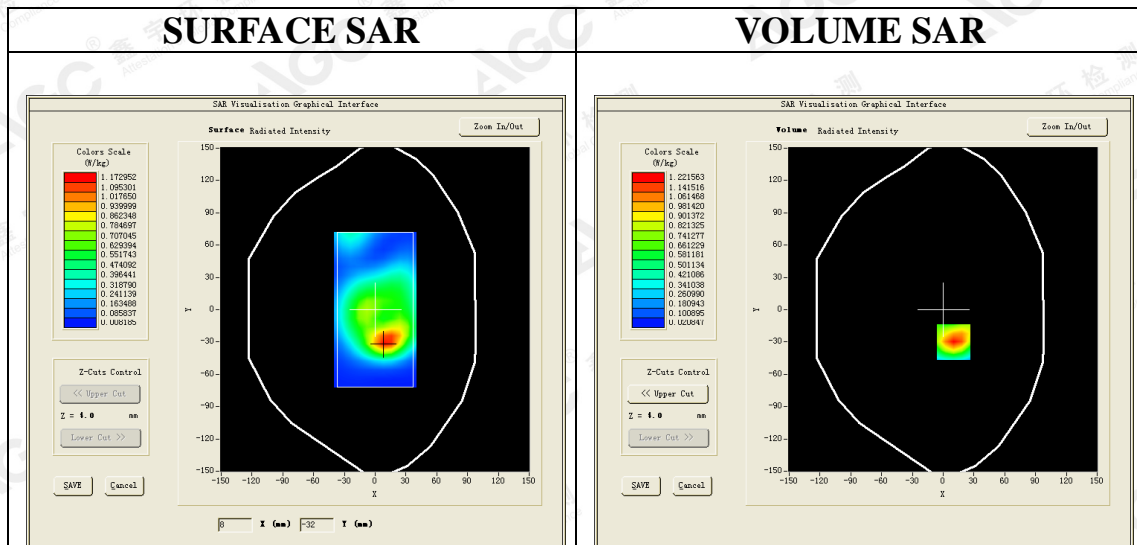 SURFACE SAR
VOLUME SAR
SAR Visualisation Graphical Interface
Surface Radiated Intensity
Zoom In/Out
Colors Scale
(W/kg)
1.172952
1.095301
1.017650
0.939999
0.862348
0.784697
0.707045
0.629394
0.551743
0.474092
0.396441
0.318790
0.241139
0.163488
0.085837
0.008185
150
120
90
60
30
0
-30
-60
-90
-120
-150
Y
-150 -120 -90 -60 -30 0 30 60 90 120 150
X
Z-Cuts Control
<< Upper Cut
Z = 4.0 mm
Lower Cut >>
SAVE
Cancel
8 X (mm) -32 Y (mm)
SAR Visualisation Graphical Interface
Volume Radiated Intensity
Zoom In/Out
Colors Scale
(W/kg)
1.221563
1.141516
1.061468
0.981420
0.901372
0.821325
0.741277
0.661229
0.581181
0.501134
0.421086
0.341038
0.260990
0.180943
0.100895
0.020847
150
120
90
60
30
0
-30
-60
-90
-120
-150
Y
-150 -120 -90 -60 -30 0 30 60 90 120 150
X
Z-Cuts Control
<< Upper Cut
Z = 4.0 mm
Lower Cut >>
SAVE
Cancel